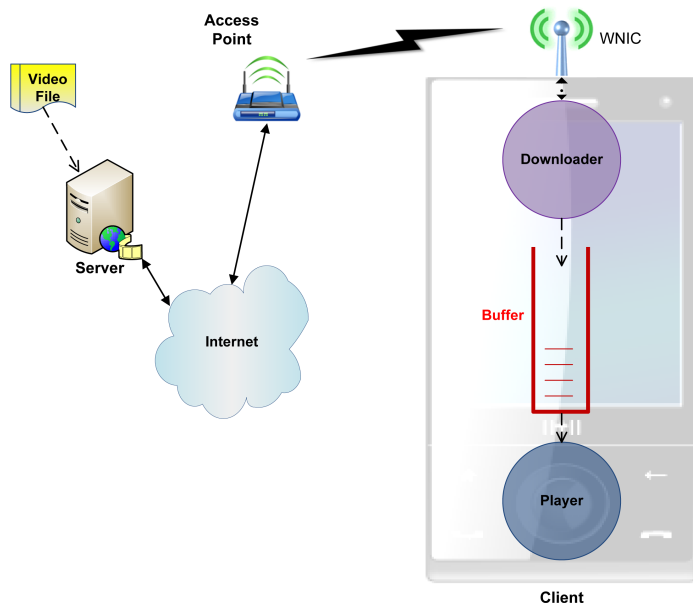 Access
Point
WNIC
Video
File
Downloader
Server
Buffer
Internet
Player
Client